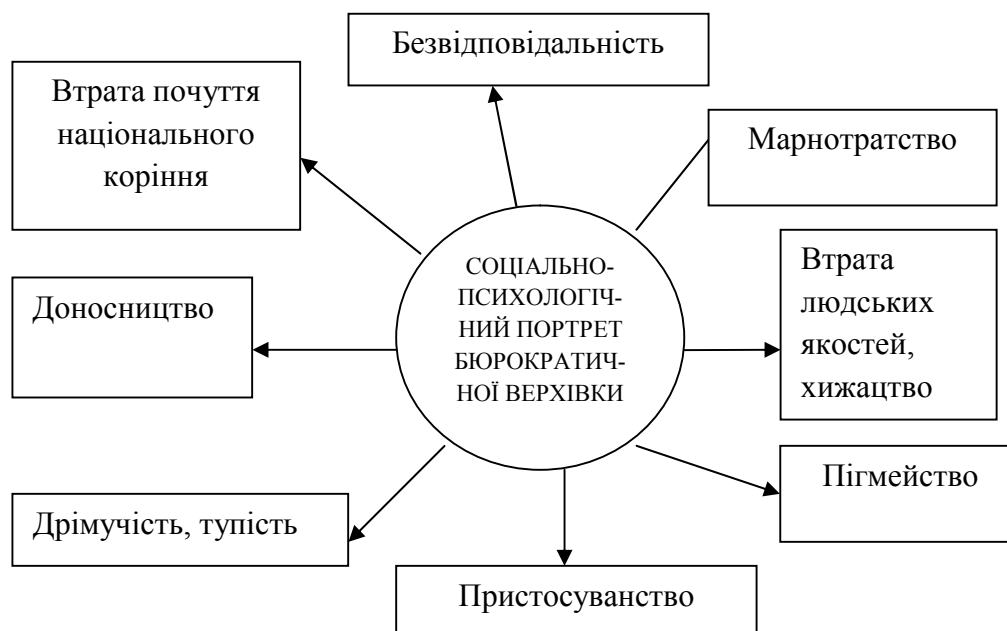 Безвідповідальність
Втрата почуття
національного
коріння
Марнотратство
СОЦІАЛЬНО-
ПСИХОЛОГІЧ-
НИЙ ПОРТРЕТ
БЮРОКРАТИЧ-
НОЇ ВЕРХІВКИ
Втрата
людських
якостей,
хижацтво
Доносництво
Пігмейство
Дрімучість, тупість
Пристосуванство